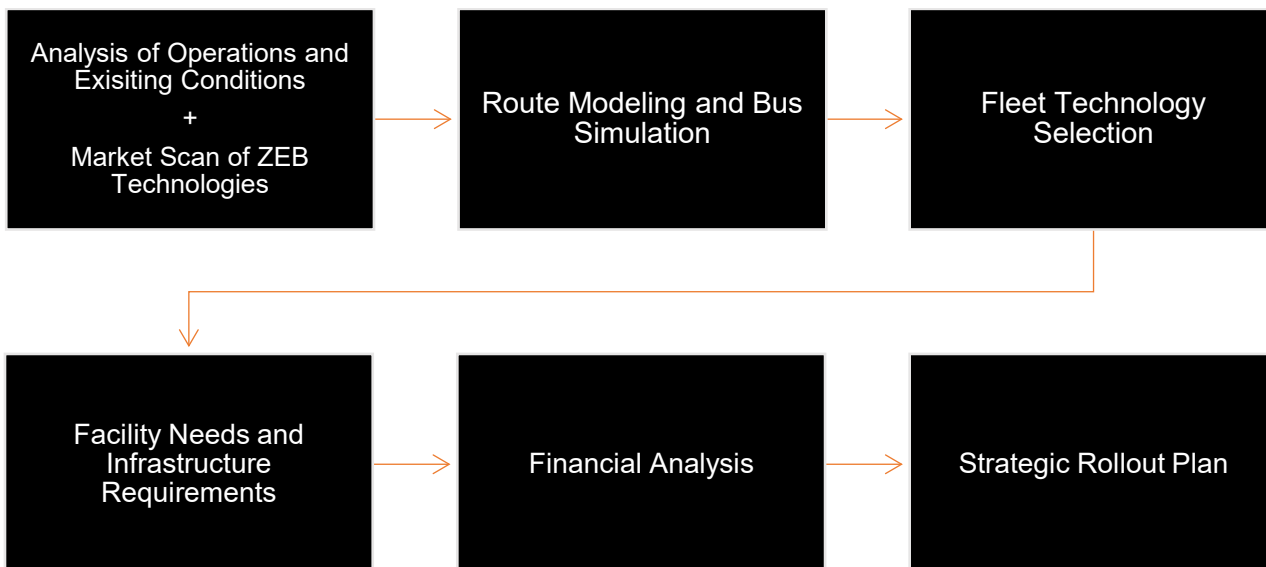 Analysis of Operations and
Exisiting Conditions
+
Market Scan of ZEB
Technologies
Route Modeling and Bus
Simulation
Fleet Technology
Selection
Facility Needs and
Infrastructure
Requirements
Financial Analysis
Strategic Rollout Plan